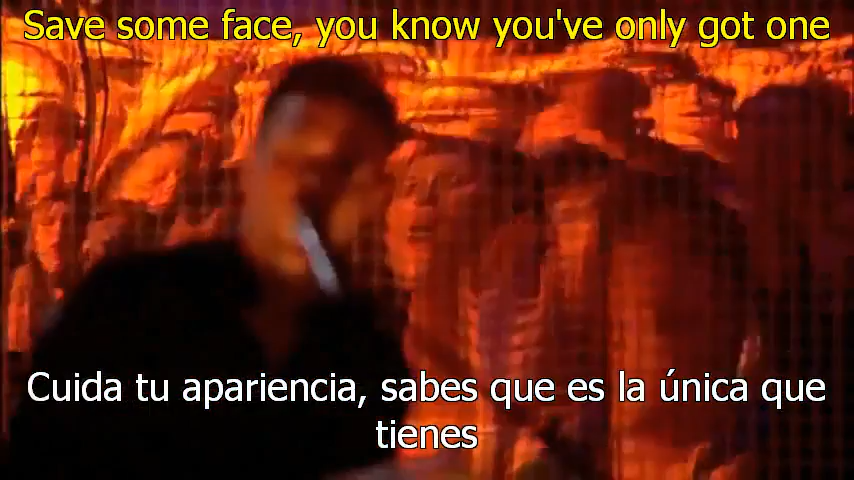 Save some face, you know you've only got one
Cuida tu apariencia, sabes que es la única que
tienes